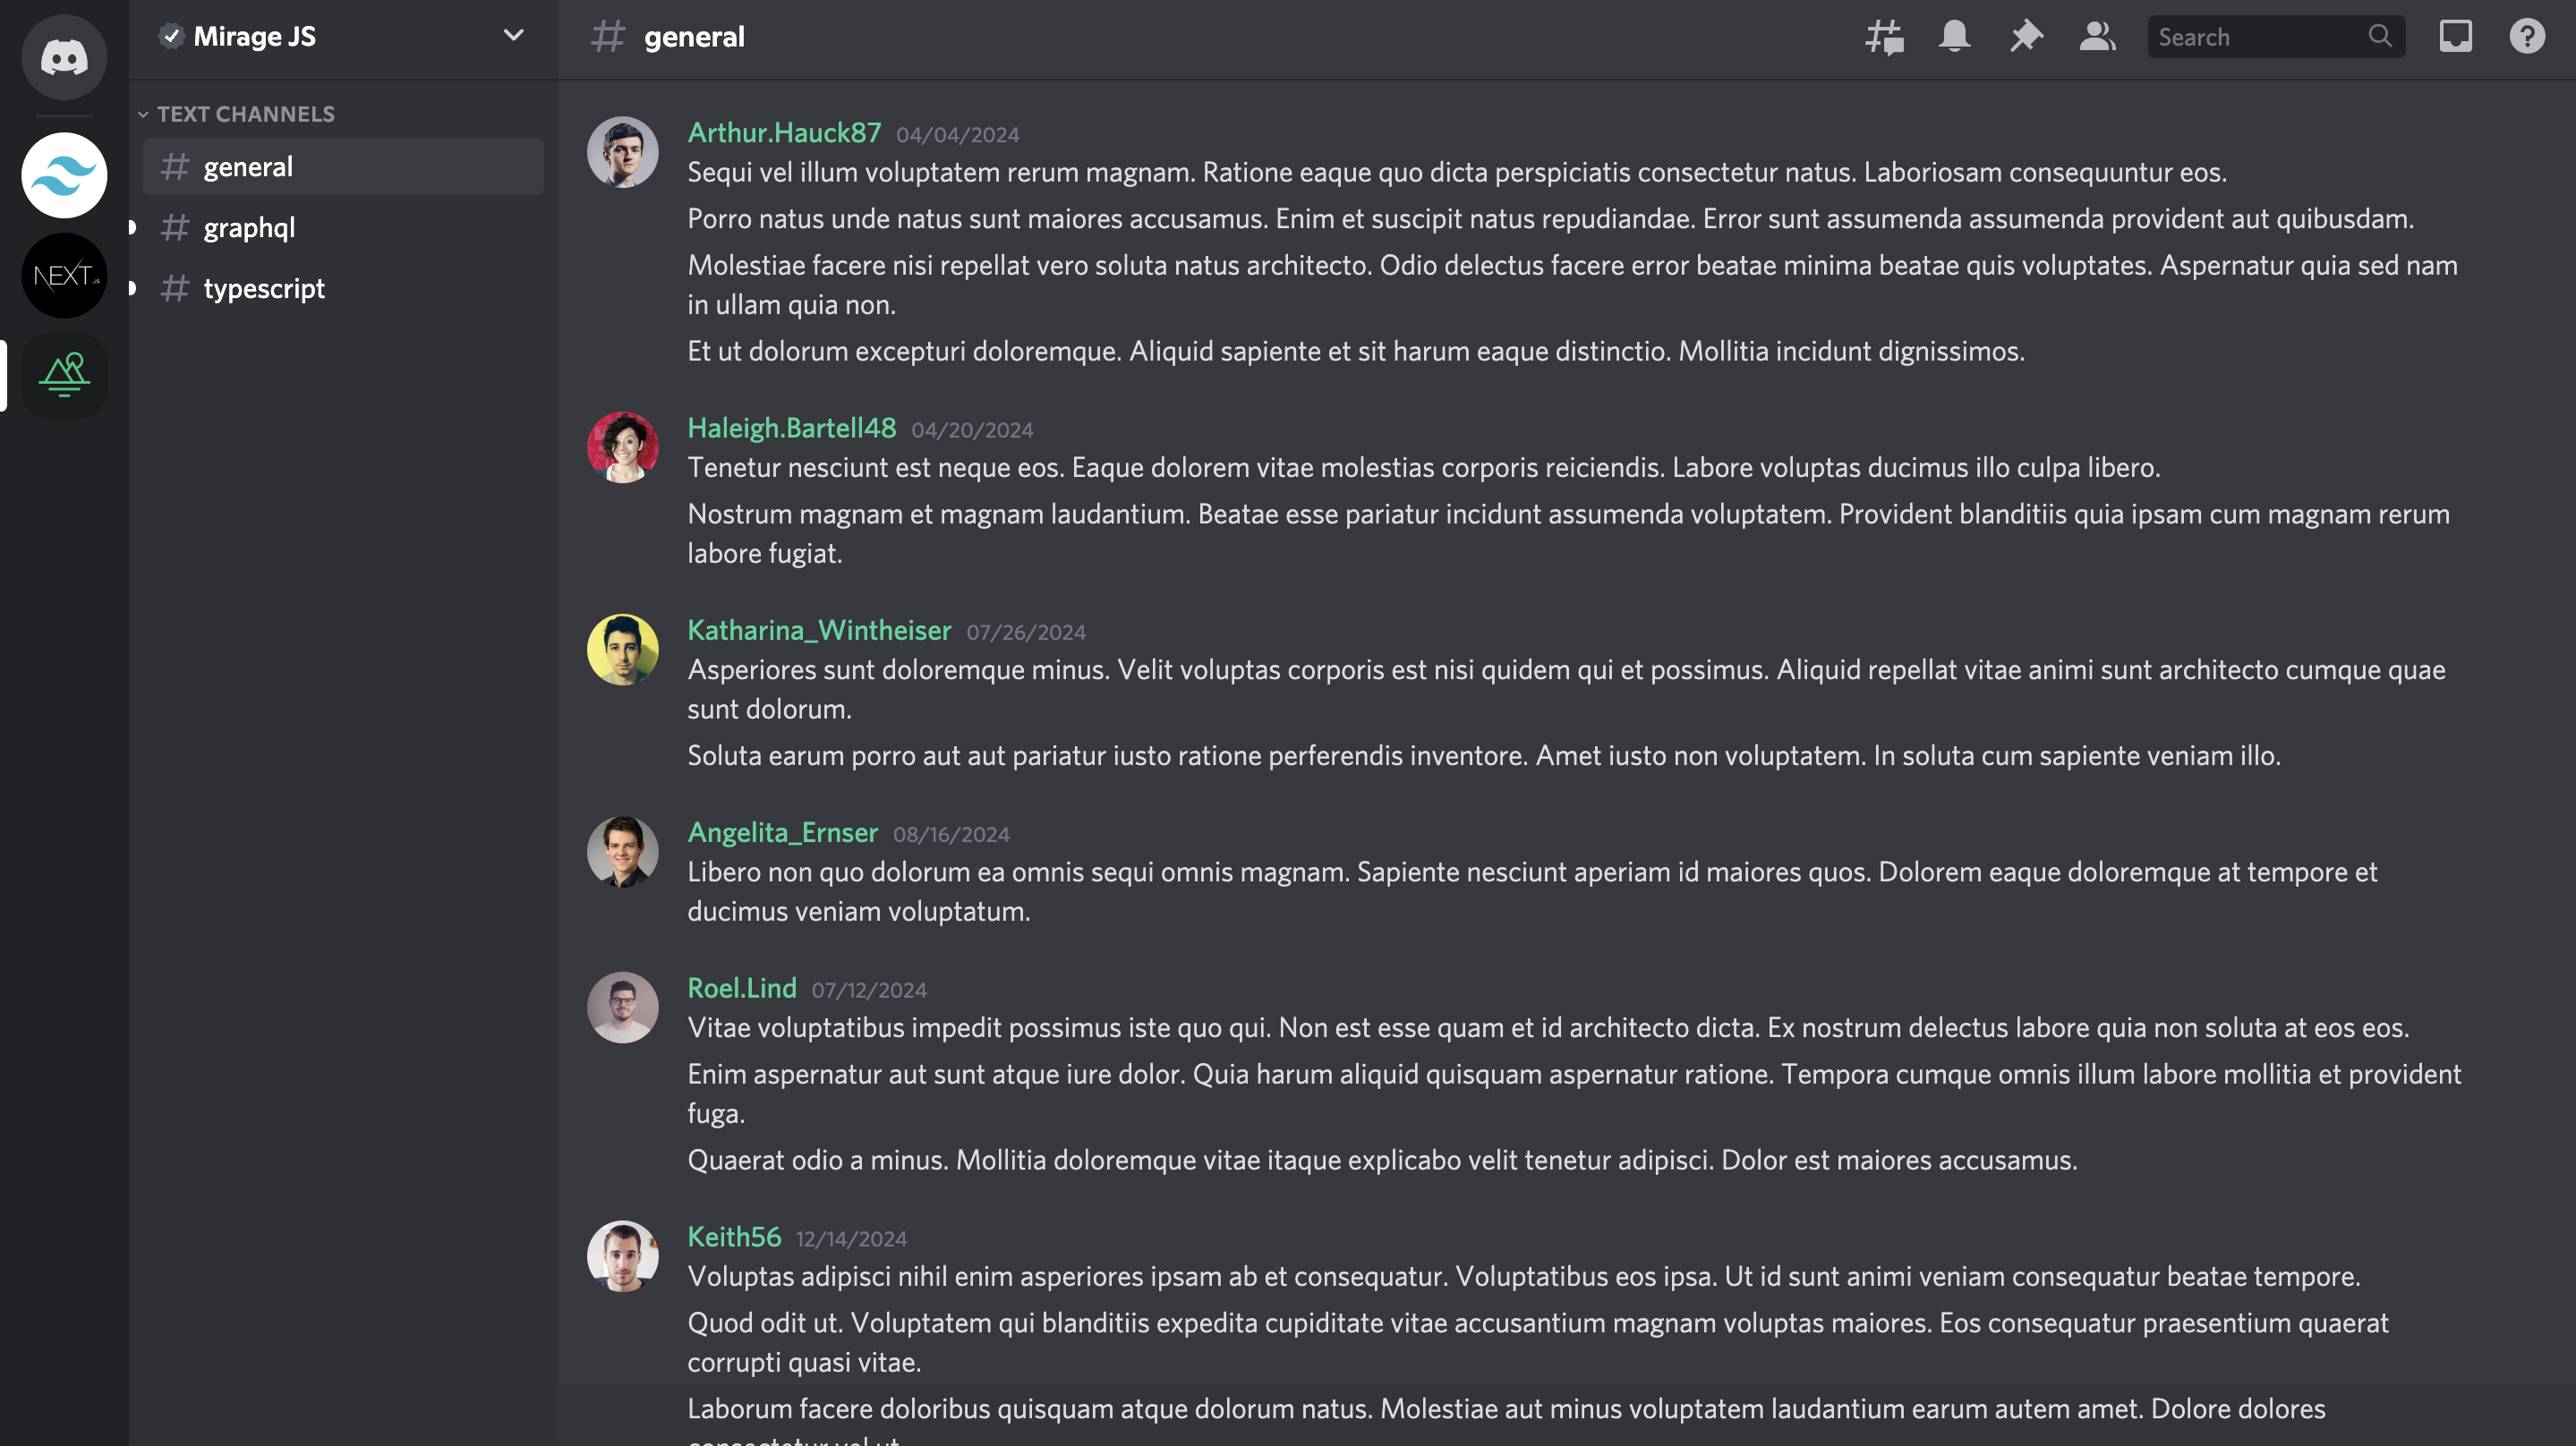 Mirage JS
TEXT CHANNELS
# general
# graphql
# typescript
NEXT.JS
# general
Search
Arthur.Hauck87 04/04/2024
Sequi vel illum voluptatem rerum magnam. Ratione eaque quo dicta perspiciatis consectetur natus. Laboriosam consequuntur eos.
Porro natus unde natus sunt maiores accusamus. Enim et suscipit natus repudiandae. Error sunt assumenda assumenda provident aut quibusdam.
Molestiae facere nisi repellat vero soluta natus architecto. Odio delectus facere error beatae minima beatae quis voluptates. Aspernatur quia sed nam
in ullam quia non.
Et ut dolorum excepturi doloremque. Aliquid sapiente et sit harum eaque distinctio. Mollitia incidunt dignissimos.
Haleigh.Bartell48 04/20/2024
Tenetur nesciunt est neque eos. Eaque dolorem vitae molestias corporis reiciendis. Labore voluptas ducimus illo culpa libero.
Nostrum magnam et magnam laudantium. Beatae esse pariatur incidunt assumenda voluptatem. Provident blanditiis quia ipsam cum magnam rerum
labore fugiat.
Katharina_Wintheiser 07/26/2024
Asperiores sunt doloremque minus. Velit voluptas corporis est nisi quidem qui et possimus. Aliquid repellat vitae animi sunt architecto cumque quae
sunt dolorum.
Soluta earum porro aut aut pariatur iusto ratione perferendis inventore. Amet iusto non voluptatem. In soluta cum sapiente veniam illo.
Angelita_Ernser 08/16/2024
Libero non quo dolorum ea omnis sequi omnis magnam. Sapiente nesciunt aperiam id maiores quos. Dolorem eaque doloremque at tempore et
ducimus veniam voluptatum.
Roel.Lind 07/12/2024
Vitae voluptatibus impedit possimus iste quo qui. Non est esse quam et id architecto dicta. Ex nostrum delectus labore quia non soluta at eos eos.
Enim aspernatur aut sunt atque iure dolor. Quia harum aliquid quisquam aspernatur ratione. Tempora cumque omnis illum labore mollitia et provident
fuga.
Quaerat odio a minus. Mollitia doloremque vitae itaque explicabo velit tenetur adipisci. Dolor est maiores accusamus.
Keith56 12/14/2024
Voluptas adipisci nihil enim asperiores ipsam ab et consequatur. Voluptatibus eos ipsa. Ut id sunt animi veniam consequatur beatae tempore.
Quod odit ut. Voluptatem qui blanditiis expedita cupiditate vitae accusantium magnam voluptas maiores. Eos consequatur praesentium quaerat
corrupti quasi vitae.
Laborum facere doloribus quisquam atque dolorum natus. Molestiae aut minus voluptatem laudantium earum autem amet. Dolore dolores
consectetur vel ut.